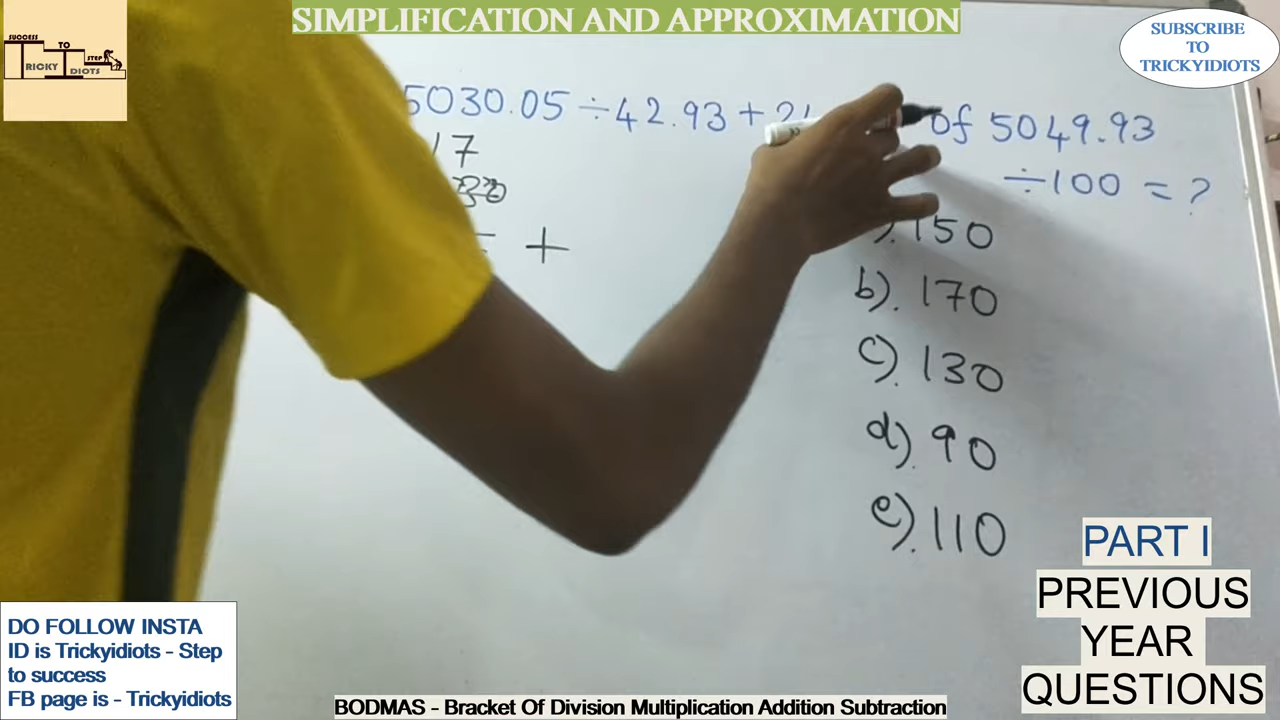 SIMPLIFICATION AND APPROXIMATION
SUCCESS
TO
STEP
TRICKY IDIOTS
SUBSCRIBE
TO
TRICKYIDIOTS
5030.05 ÷ 42.93 + of 5049.93
÷ 100 = ?
17
+
). 150
b). 170
c). 130
d). 90
e). 110
PART I
PREVIOUS
YEAR
QUESTIONS
DO FOLLOW INSTA
ID is Trickyidiots - Step
to success
FB page is - Trickyidiots
BODMAS - Bracket Of Division Multiplication Addition Subtraction